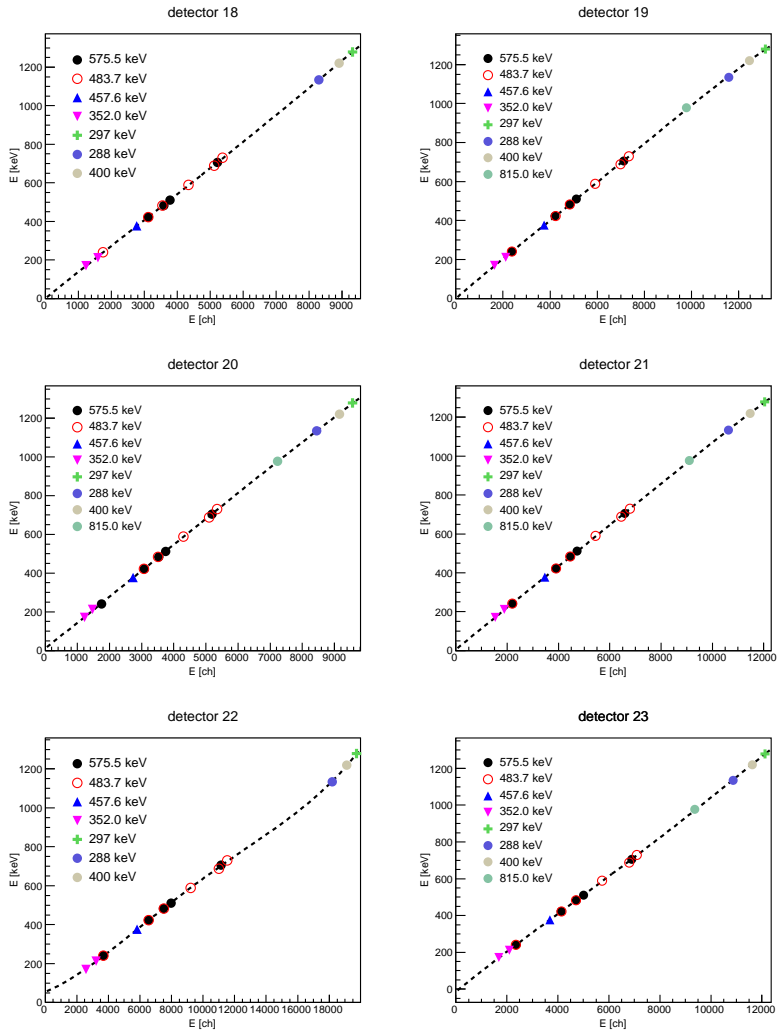 detector 18
E [keV]
1200
1000
800
600
400
200
0
575.5 keV
483.7 keV
457.6 keV
352.0 keV
297 keV
288 keV
400 keV
0 1000 2000 3000 4000 5000 6000 7000 8000 9000
E [ch]
detector 19
E [keV]
1200
1000
800
600
400
200
0
575.5 keV
483.7 keV
457.6 keV
352.0 keV
297 keV
288 keV
400 keV
815.0 keV
0 2000 4000 6000 8000 10000 12000
E [ch]
detector 20
E [keV]
1200
1000
800
600
400
200
0
575.5 keV
483.7 keV
457.6 keV
352.0 keV
297 keV
288 keV
400 keV
815.0 keV
0 1000 2000 3000 4000 5000 6000 7000 8000 9000
E [ch]
detector 21
E [keV]
1200
1000
800
600
400
200
0
575.5 keV
483.7 keV
457.6 keV
352.0 keV
297 keV
288 keV
400 keV
815.0 keV
0 2000 4000 6000 8000 10000 12000
E [ch]
detector 22
E [keV]
1200
1000
800
600
400
200
0
575.5 keV
483.7 keV
457.6 keV
352.0 keV
297 keV
288 keV
400 keV
0 2000 4000 6000 8000 10000 12000 14000 16000 18000
E [ch]
detector 23
E [keV]
1200
1000
800
600
400
200
0
575.5 keV
483.7 keV
457.6 keV
352.0 keV
297 keV
288 keV
400 keV
815.0 keV
0 2000 4000 6000 8000 10000 12000
E [ch]